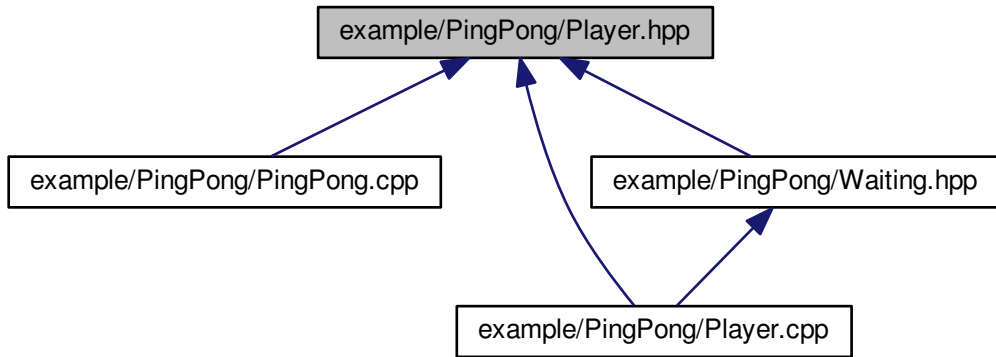 example/PingPong/Player.hpp
example/PingPong/PingPong.cpp
example/PingPong/Waiting.hpp
example/PingPong/Player.cpp